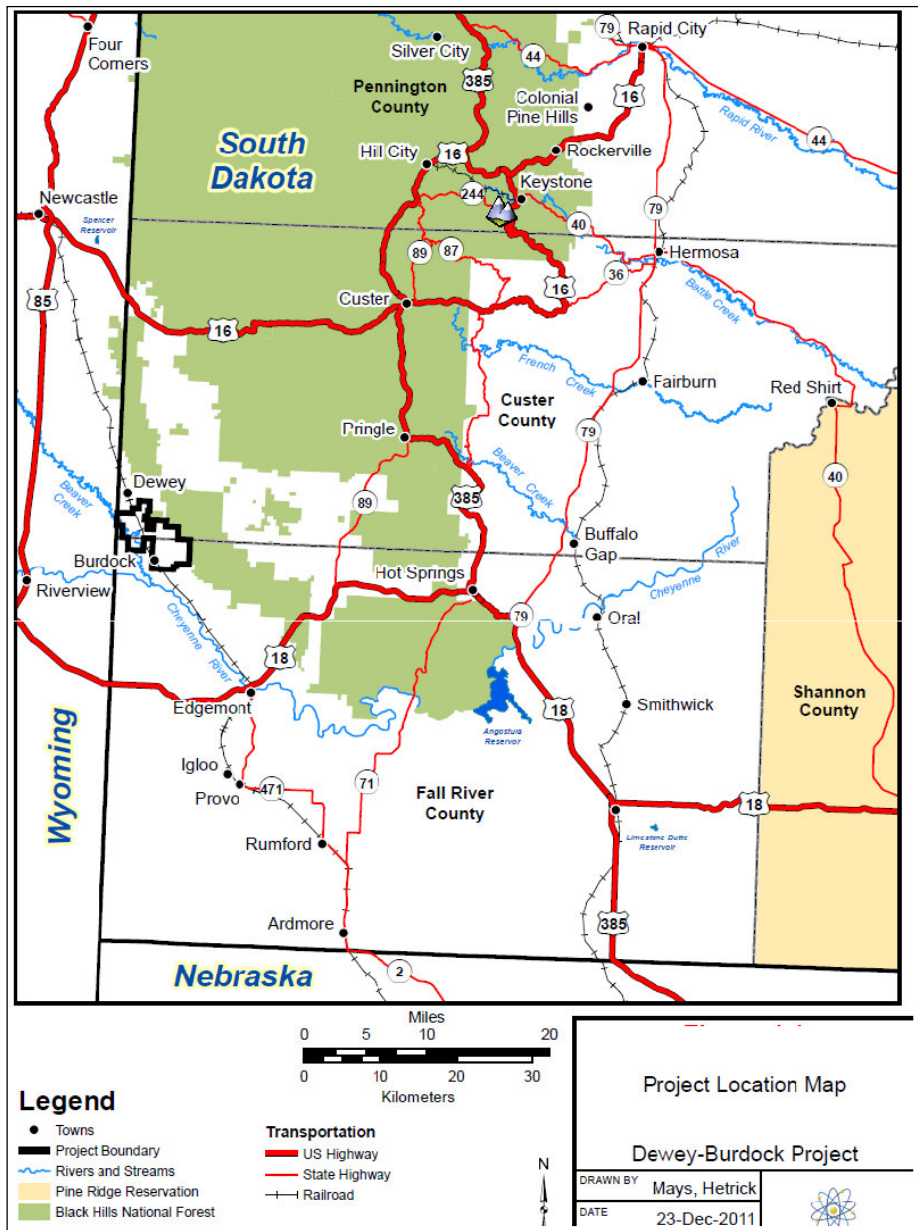 79
Rapid City
Four
Corners
Silver City
44
Pennington
County
385
Colonial
Pine Hills
16
Rapid River
44
South
Dakota
Hill City
16
Rockerville
Newcastle
Spencer
Reservoir
244
Keystone
40
79
Hermosa
89
87
36
85
Custer
16
16
Battle Creek
French Creek
Fairburn
Red Shirt
Custer
County
Pringle
79
40
Dewey
Beaver
Creek
89
385
Beaver
Creek
Burdock
Buffalo
Gap
Riverview
Hot Springs
Cheyenne
River
79
Oral
Cheyenne
River
18
Edgemont
Wyoming
Angostura
Reservoir
18
Smithwick
Shannon
County
Igloo
Provo
471
71
Fall River
County
18
Rumford
Limestone Butte
Reservoir
Ardmore
385
Nebraska
2
Miles
0 5 10 20
0 10 20 30
Kilometers
Project Location Map
Dewey-Burdock Project
DRAWN BY Mays, Hetrick
DATE 23-Dec-2011
N
Legend
Towns
Project Boundary
Rivers and Streams
Pine Ridge Reservation
Black Hills National Forest
Transportation
US Highway
State Highway
Railroad